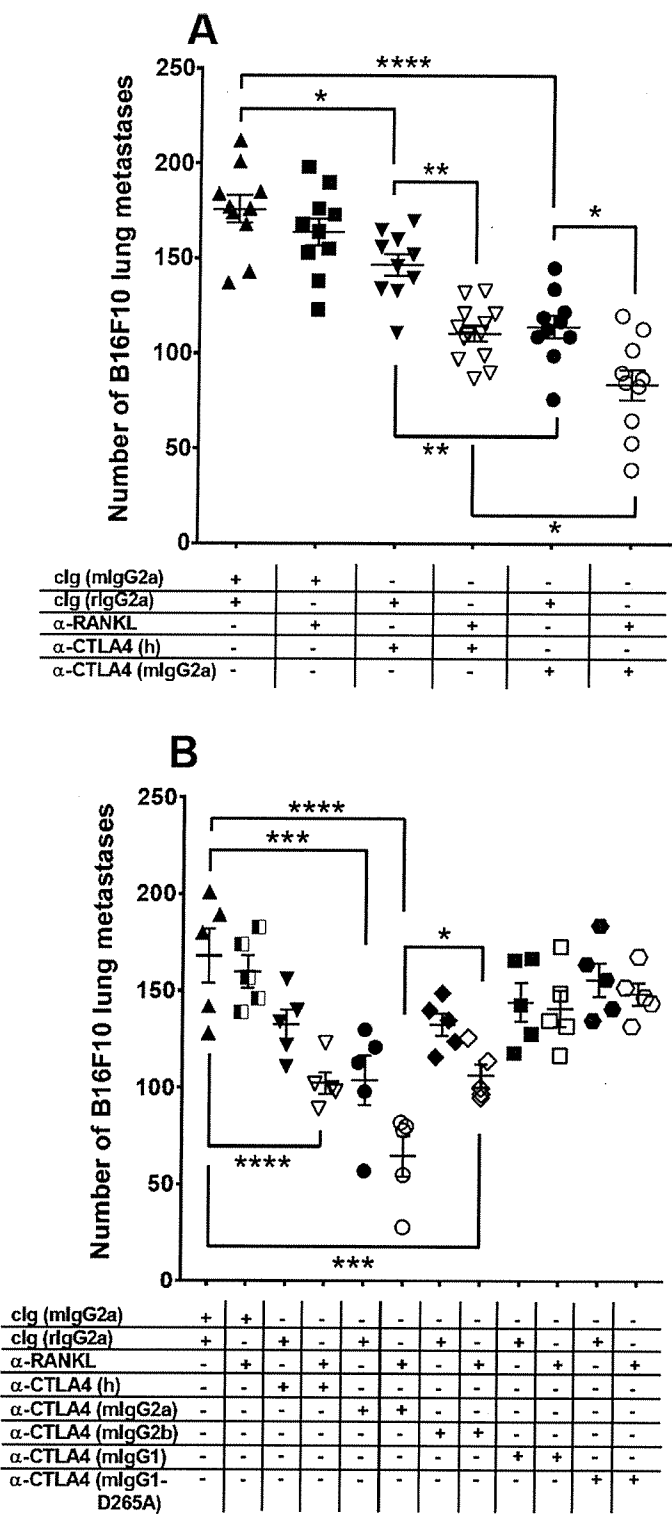 A
Number of B16F10 lung metastases
250
200
150
100
50
0
****
*
**
*
**
*
cIg (mIgG2a) + + - - - -
cIg (rIgG2a) + - + - + -
α-RANKL - + - + - +
α-CTLA4 (h) - - + + - -
α-CTLA4 (mIgG2a) - - - - + +
B
Number of B16F10 lung metastases
250
200
150
100
50
0
****
***
*
****
***
cIg (mIgG2a) + + - - - - - - - - - -
cIg (rIgG2a) + - + - + - + - + - + -
α-RANKL - + - + - + - + - + - +
α-CTLA4 (h) - - + + - - - - - - - -
α-CTLA4 (mIgG2a) - - - - + + - - - - - -
α-CTLA4 (mIgG2b) - - - - - - + + - - - -
α-CTLA4 (mIgG1) - - - - - - - - + + - -
α-CTLA4 (mIgG1- - - - - - - - - - - + +
D265A)